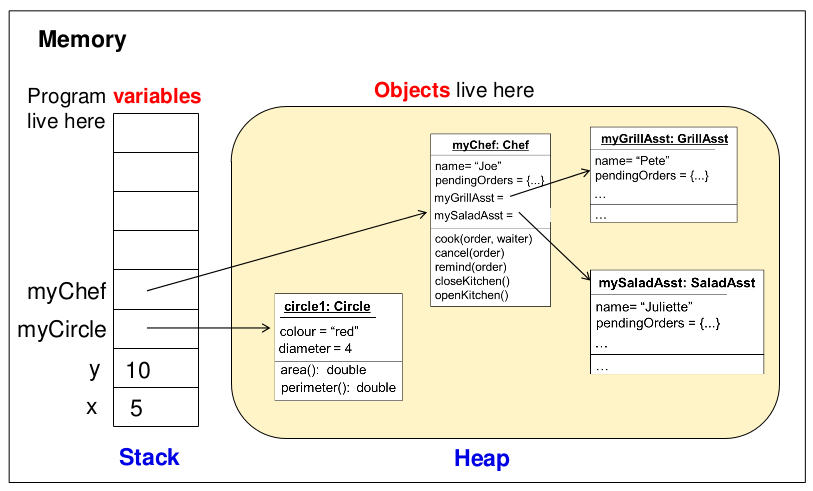 Memory
Program variables
live here
Objects live here
myChef: Chef
name= “Joe”
pendingOrders = {...}
myGrillAsst =
mySaladAsst =
cook(order, waiter)
cancel(order)
remind(order)
closeKitchen()
openKitchen()
myGrillAsst: GrillAsst
name= “Pete”
pendingOrders = {...}
...
...
mySaladAsst: SaladAsst
name= “Juliette”
pendingOrders = {...}
...
...
circle1: Circle
colour = “red”
diameter = 4
area(): double
perimeter(): double
myChef
myCircle
y 10
x 5
Stack
Heap